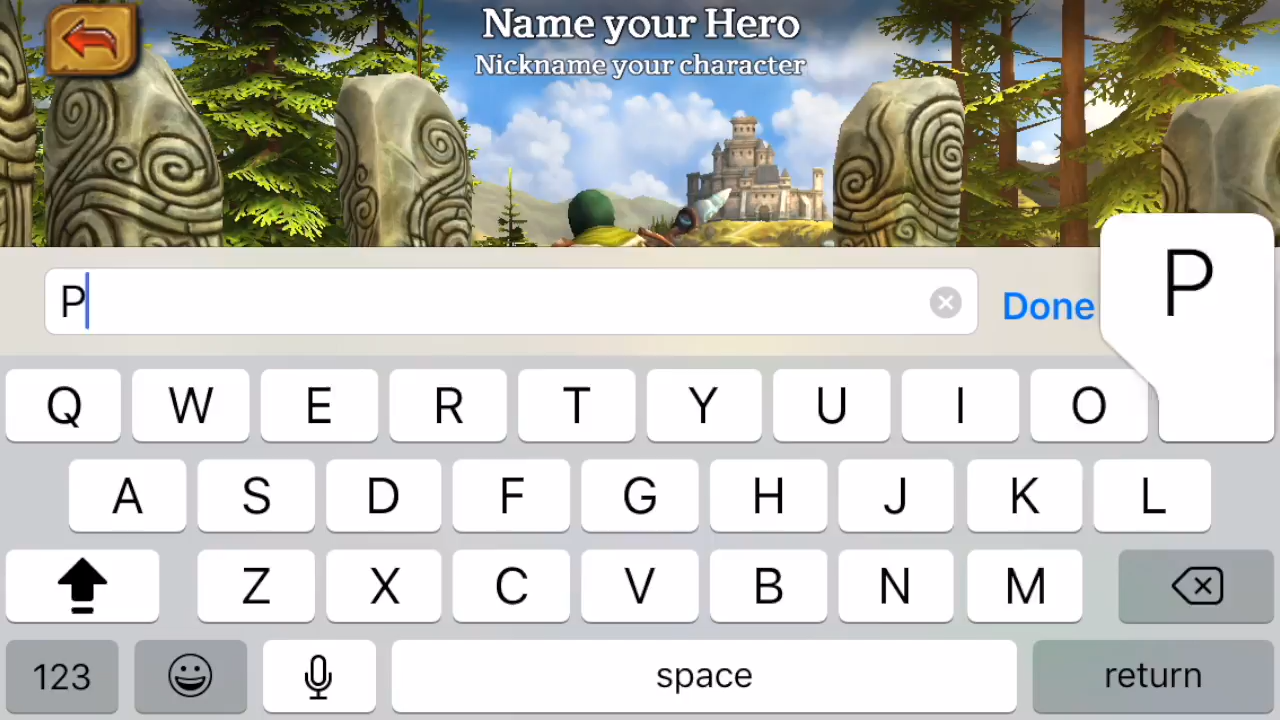 Name your Hero
Nickname your character
P
Done
P
Q W E R T Y U I O
A S D F G H J K L
Z X C V B N M
123 space return